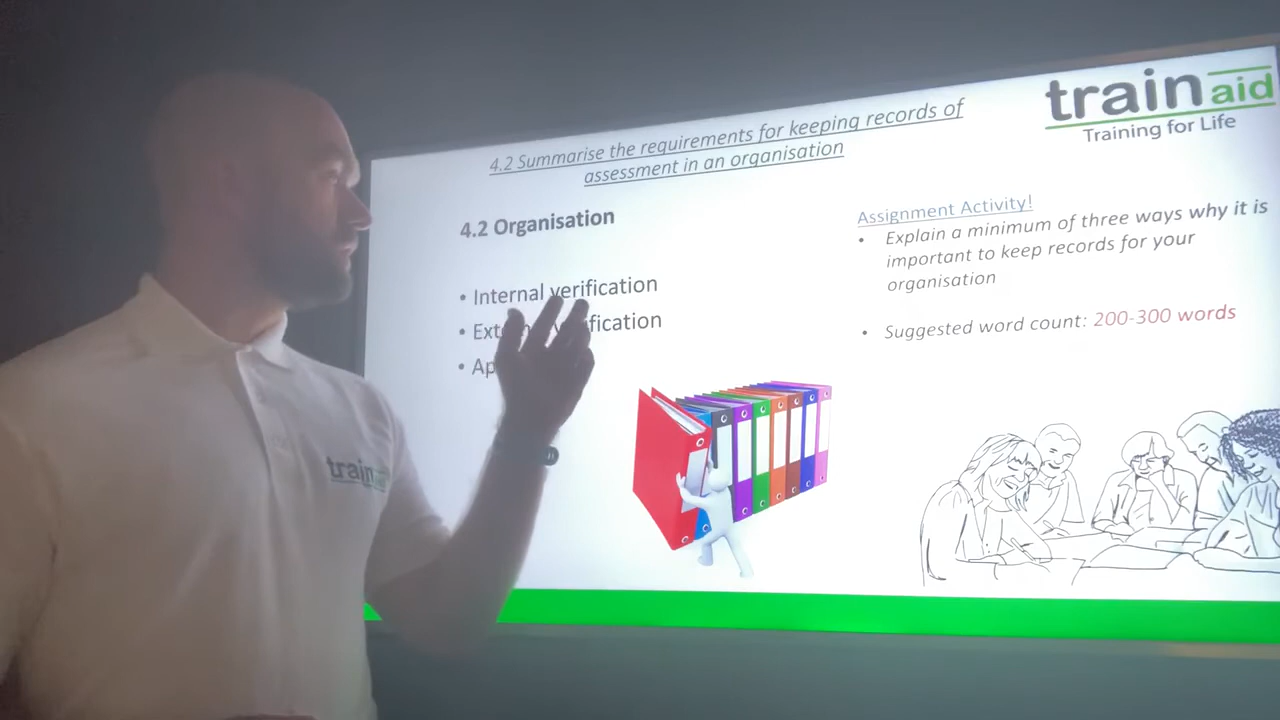 4.2 Summarise the requirements for keeping records of
assessment in an organisation
train aid
Training for Life
4.2 Organisation
• Internal verification
Assignment Activity!
• Explain a minimum of three ways why it is
important to keep records for your
organisation
• Suggested word count: 200-300 words
train